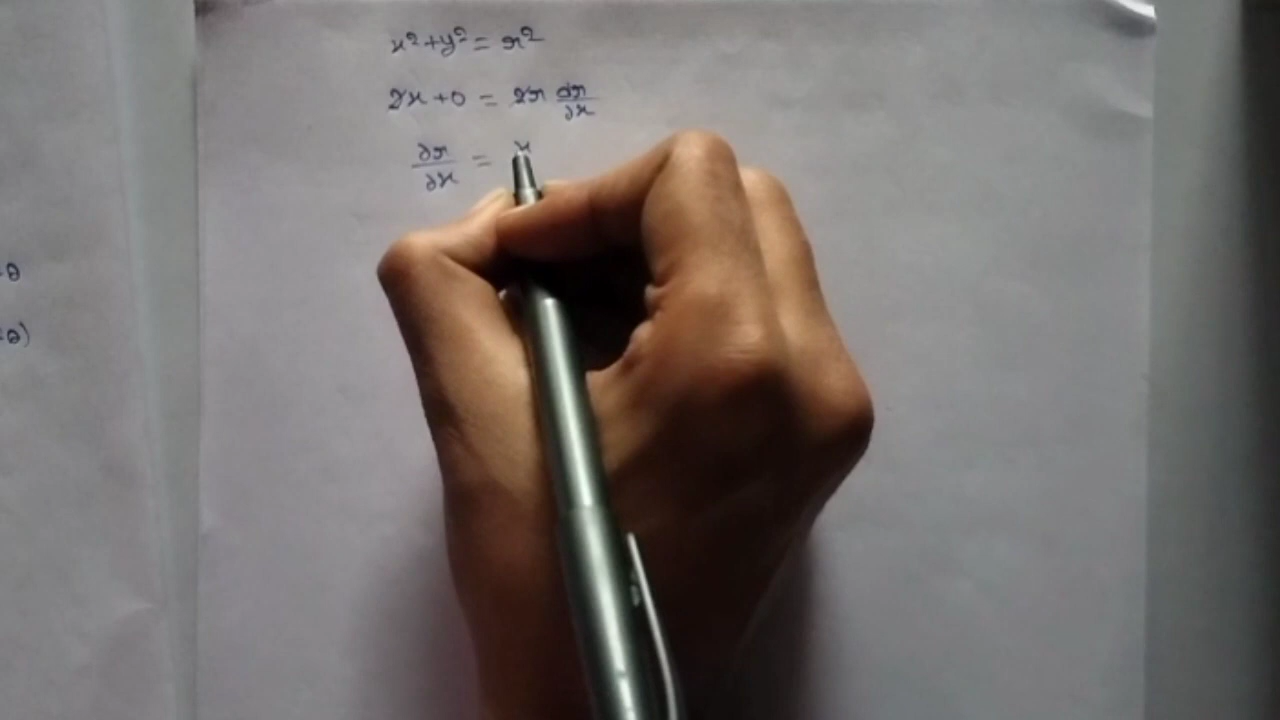 x²+y² = r²
2x+0 = 2r ∂r/∂x
∂r/∂x = x
θ
θ)